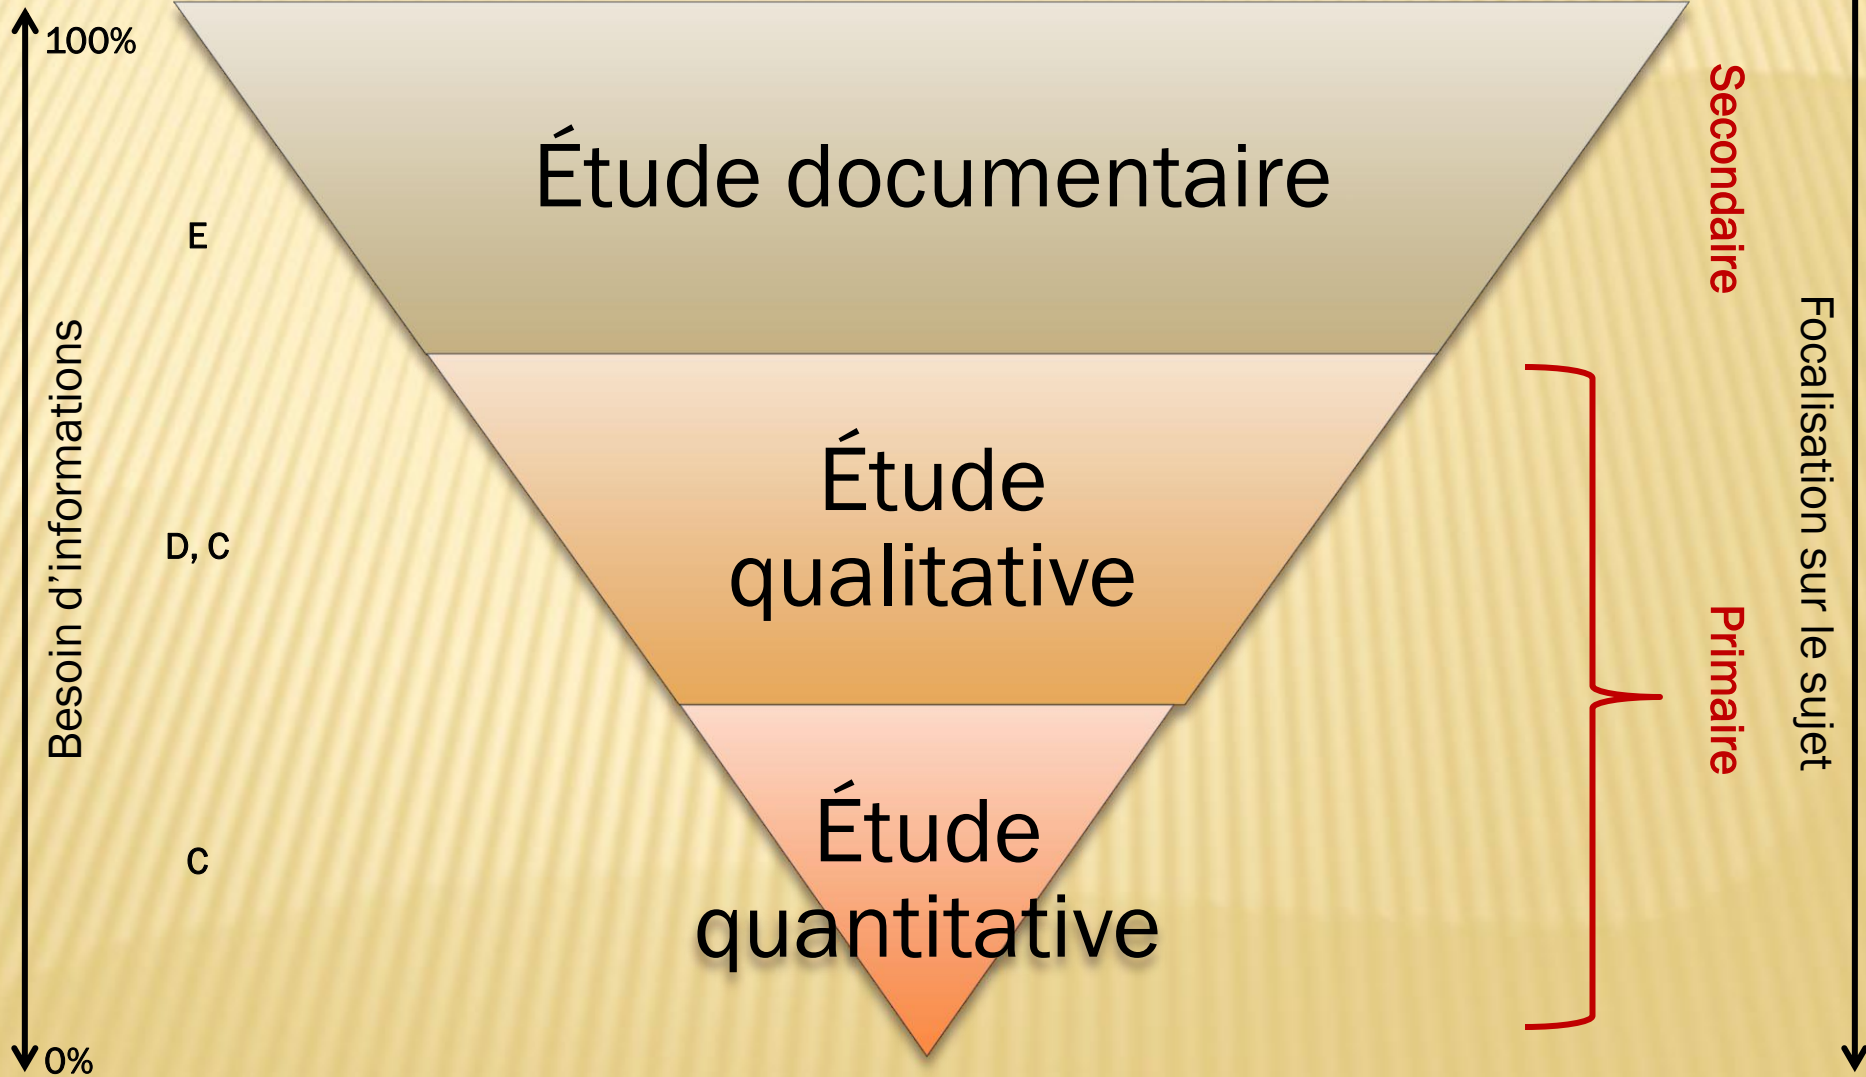 100%
Étude documentaire
Secondaire
E
Besoin d’informations
Focalisation sur le sujet
Étude
qualitative
D, C
Primaire
Étude
quantitative
C
0%